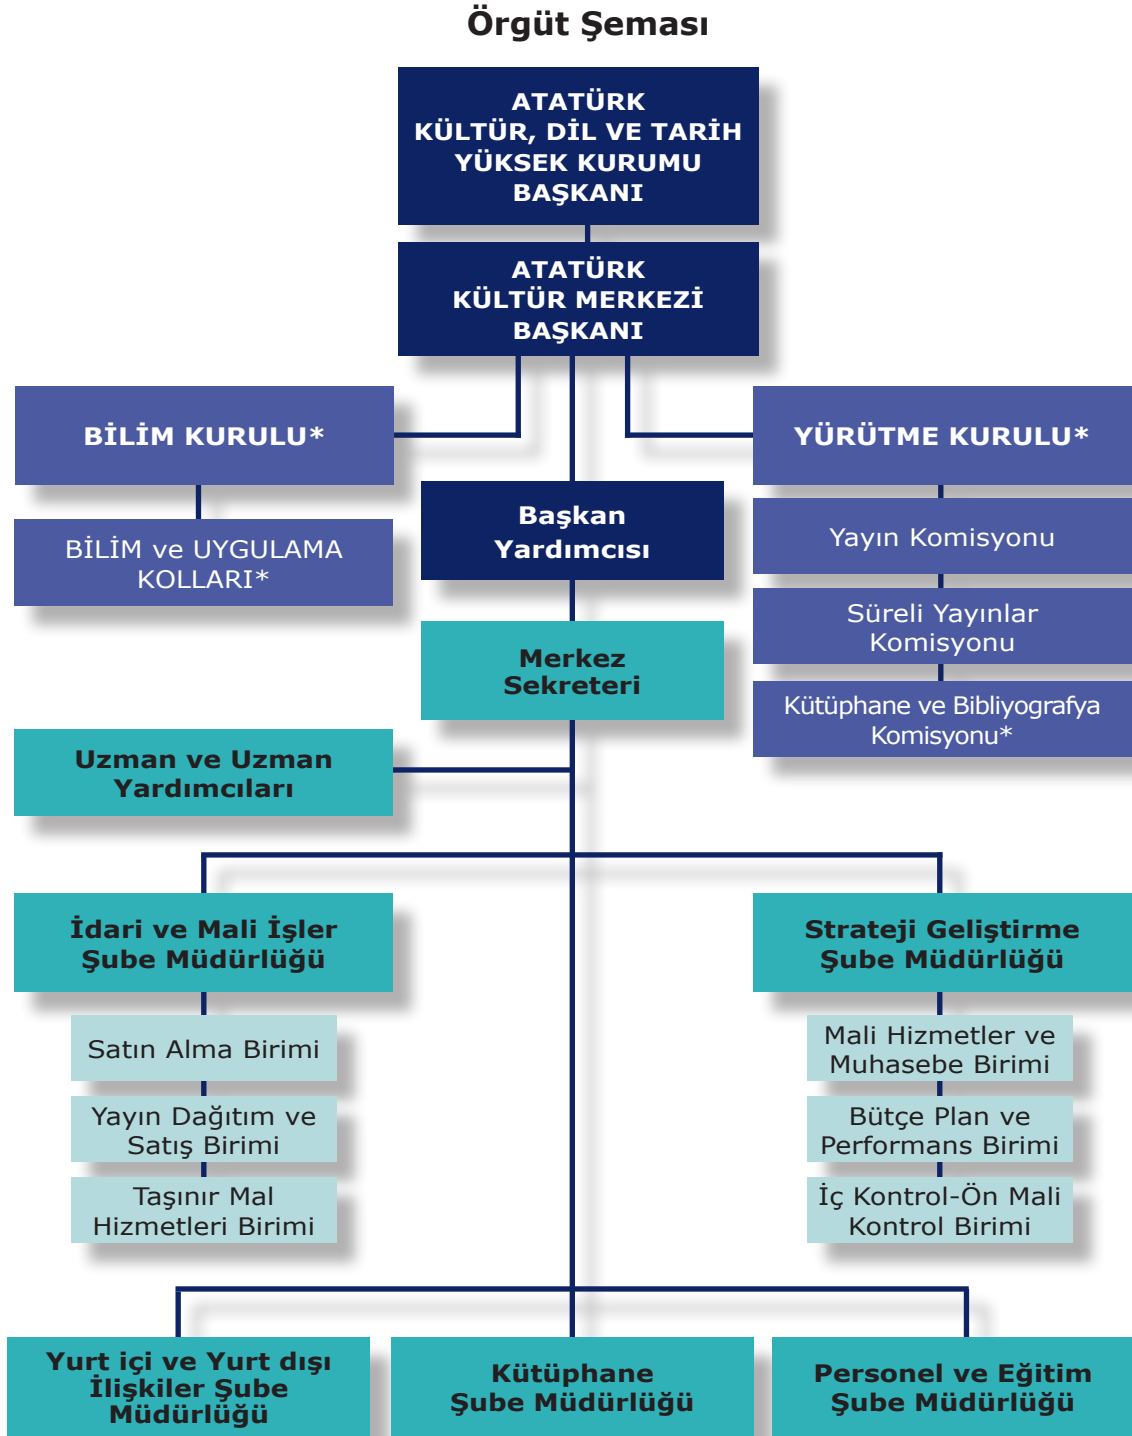 Örgüt Şeması
ATATÜRK
KÜLTÜR, DİL VE TARİH
YÜKSEK KURUMU
BAŞKANI
ATATÜRK
KÜLTÜR MERKEZİ
BAŞKANI
BİLİM KURULU*
YÜRÜTME KURULU*
BİLİM ve UYGULAMA
KOLLARI*
Başkan
Yardımcısı
Yayın Komisyonu
Süreli Yayınlar
Komisyonu
Merkez
Sekreteri
Kütüphane ve Bibliyografya
Komisyonu*
Uzman ve Uzman
Yardımcıları
İdari ve Mali İşler
Şube Müdürlüğü
Satın Alma Birimi
Yayın Dağıtım ve
Satış Birimi
Taşınır Mal
Hizmetleri Birimi
Strateji Geliştirme
Şube Müdürlüğü
Mali Hizmetler ve
Muhasebe Birimi
Bütçe Plan ve
Performans Birimi
İç Kontrol-Ön Mali
Kontrol Birimi
Yurt içi ve Yurt dışı
İlişkiler Şube
Müdürlüğü
Kütüphane
Şube Müdürlüğü
Personel ve Eğitim
Şube Müdürlüğü